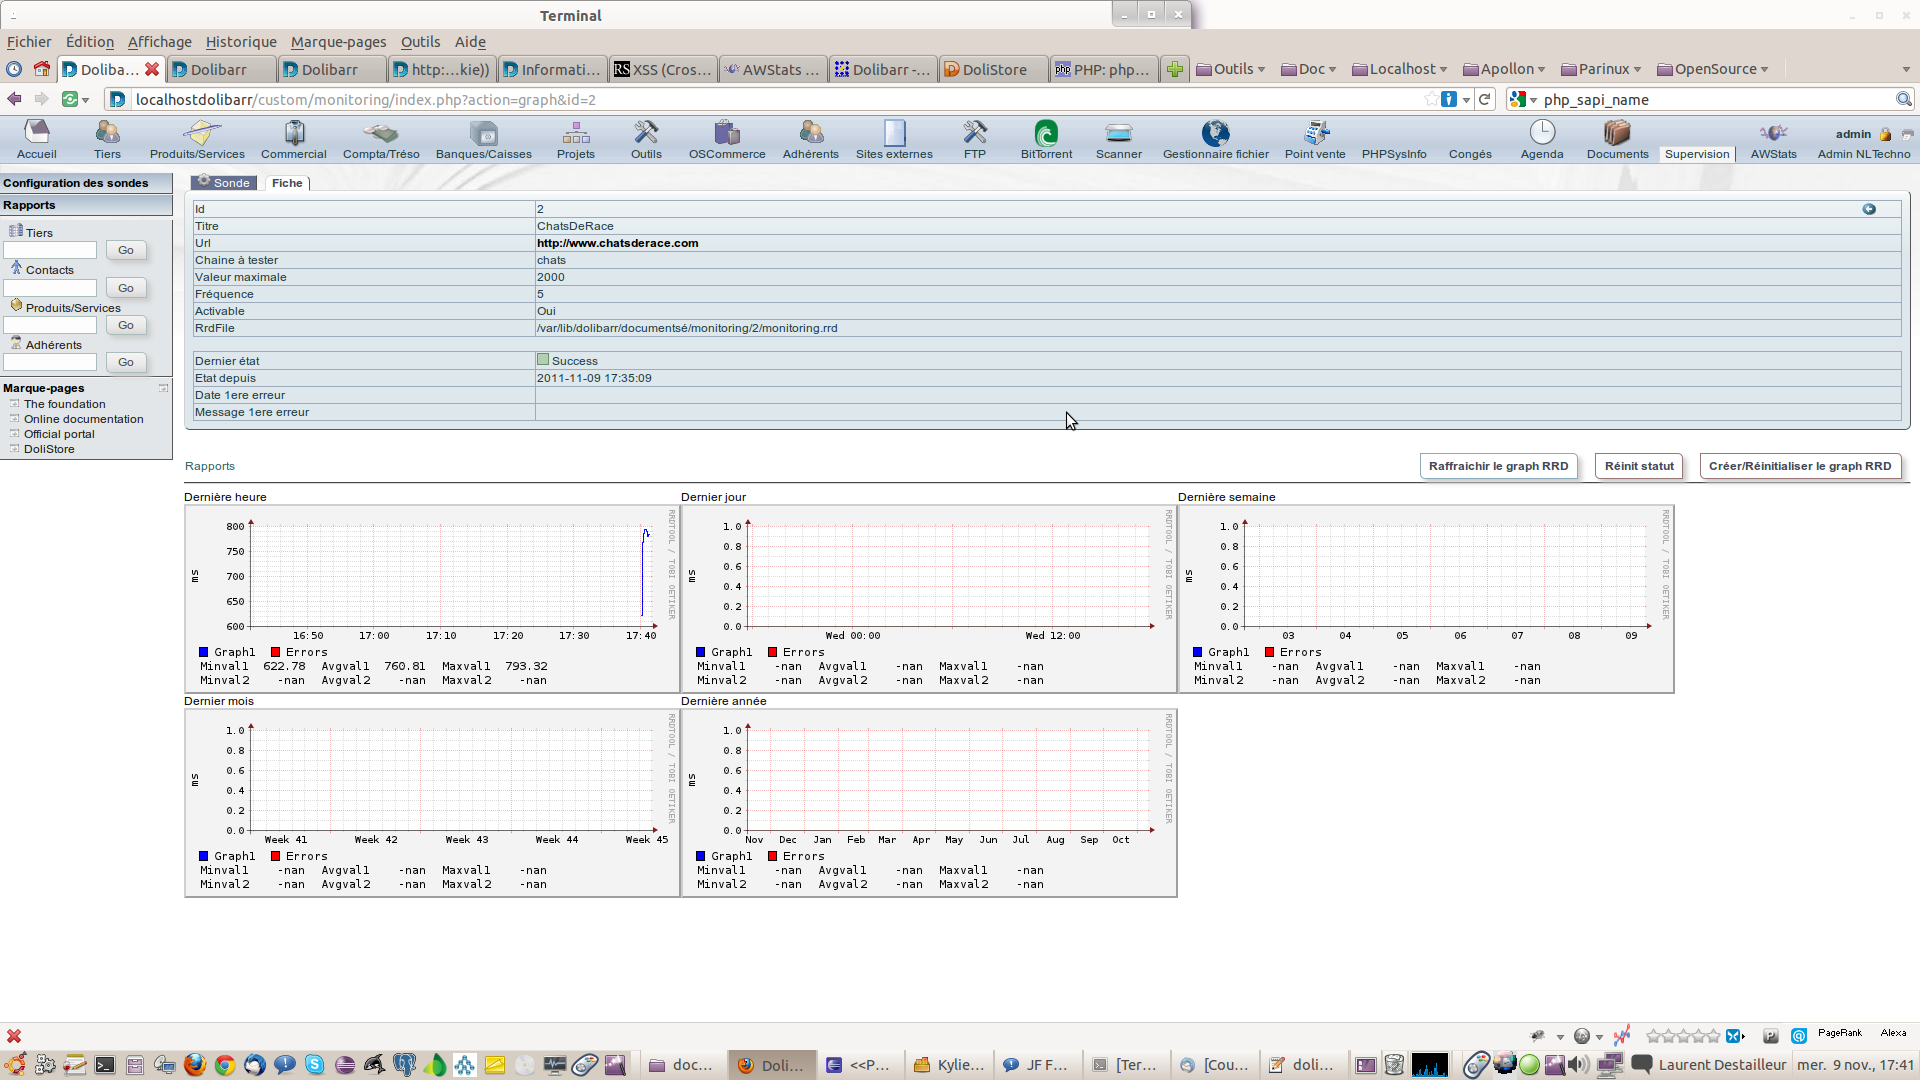 Terminal
Fichier Édition Affichage Historique Marque-pages Outils Aide
Doliba... Dolibarr Dolibarr http:...kie)) Informati... RS XSS (Cros... AWStats ... Dolibarr -... DoliStore php PHP: php... Outils Doc Localhost Apollon Parinux OpenSource
localhostdolibarr/custom/monitoring/index.php?action=graph&id=2 php_sapi_name
Accueil Tiers Produits/Services Commercial Compta/Tréso Banques/Caisses Projets Outils OSCommerce Adhérents Sites externes FTP BitTorrent Scanner Gestionnaire fichier Point vente PHPSysInfo Congés Agenda Documents Supervision AWStats admin Admin NLTechno
Configuration des sondes
Rapports
Tiers
Go
Contacts
Go
Produits/Services
Go
Adhérents
Go
Marque-pages
The foundation
Online documentation
Official portal
DoliStore
Sonde Fiche
Id 2
Titre ChatsDeRace
Url http://www.chatsderace.com
Chaine à tester chats
Valeur maximale 2000
Fréquence 5
Activable Oui
RrdFile /var/lib/dolibarr/documentsé/monitoring/2/monitoring.rrd
Dernier état Success
Etat depuis 2011-11-09 17:35:09
Date 1ere erreur
Message 1ere erreur
Rapports Raffraichir le graph RRD Réinit statut Créer/Réinitialiser le graph RRD
Dernière heure
800
750
700
650
600
ms
16:50 17:00 17:10 17:20 17:30 17:40
RRDTOOL / TOBI OETIKER
Graph1 Errors
Minval1 622.78 Avgval1 760.81 Maxval1 793.32
Minval2 -nan Avgval2 -nan Maxval2 -nan
Dernier jour
1.0
0.8
0.6
0.4
0.2
0.0
ms
Wed 00:00 Wed 12:00
RRDTOOL / TOBI OETIKER
Graph1 Errors
Minval1 -nan Avgval1 -nan Maxval1 -nan
Minval2 -nan Avgval2 -nan Maxval2 -nan
Dernière semaine
1.0
0.8
0.6
0.4
0.2
0.0
ms
03 04 05 06 07 08 09
RRDTOOL / TOBI OETIKER
Graph1 Errors
Minval1 -nan Avgval1 -nan Maxval1 -nan
Minval2 -nan Avgval2 -nan Maxval2 -nan
Dernier mois
1.0
0.8
0.6
0.4
0.2
0.0
ms
Week 41 Week 42 Week 43 Week 44 Week 45
RRDTOOL / TOBI OETIKER
Graph1 Errors
Minval1 -nan Avgval1 -nan Maxval1 -nan
Minval2 -nan Avgval2 -nan Maxval2 -nan
Dernière année
1.0
0.8
0.6
0.4
0.2
0.0
ms
Nov Dec Jan Feb Mar Apr May Jun Jul Aug Sep Oct
RRDTOOL / TOBI OETIKER
Graph1 Errors
Minval1 -nan Avgval1 -nan Maxval1 -nan
Minval2 -nan Avgval2 -nan Maxval2 -nan
PageRank Alexa
doc... Doli... <<P... Kylie... JF F... [Ter... [Cou... doli... Laurent Destailleur mer. 9 nov., 17:41